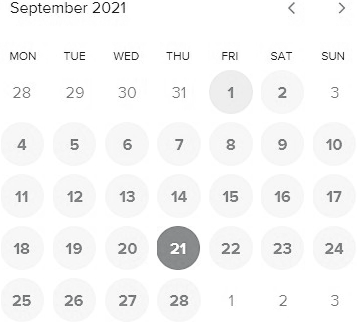 September 2021 < >
MON TUE WED THU FRI SAT SUN
28 29 30 31 1 2 3
4 5 6 7 8 9 10
11 12 13 14 15 16 17
18 19 20 21 22 23 24
25 26 27 28 1 2 3